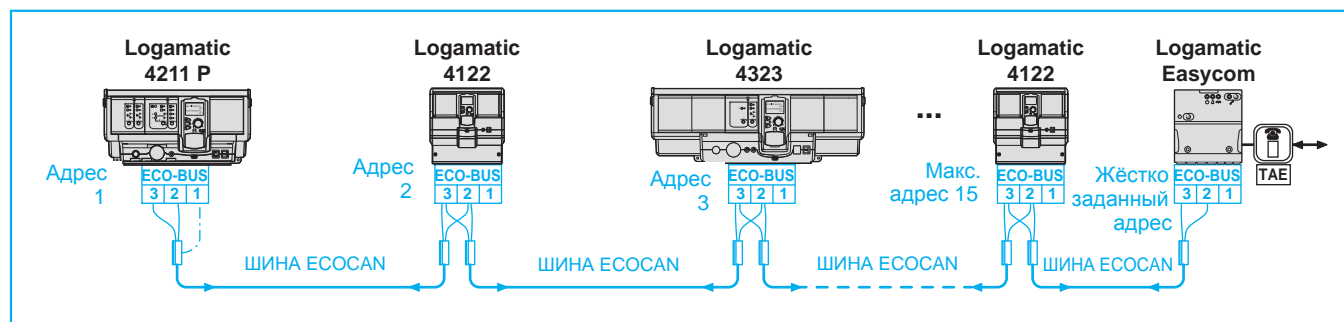 Logamatic
4211 P
Logamatic
4122
Logamatic
4323
Logamatic
4122
Logamatic
Easycom
...
Адрес
1
ECO-BUS
3 2 1
Адрес
2
ECO-BUS
3 2 1
Адрес
3
ECO-BUS
3 2 1
Макс.
адрес 15
ECO-BUS
3 2 1
Жёстко
заданный
адрес
ECO-BUS
3 2 1
TAE
ШИНА ECOCAN
ШИНА ECOCAN
ШИНА ECOCAN
ШИНА ECOCAN